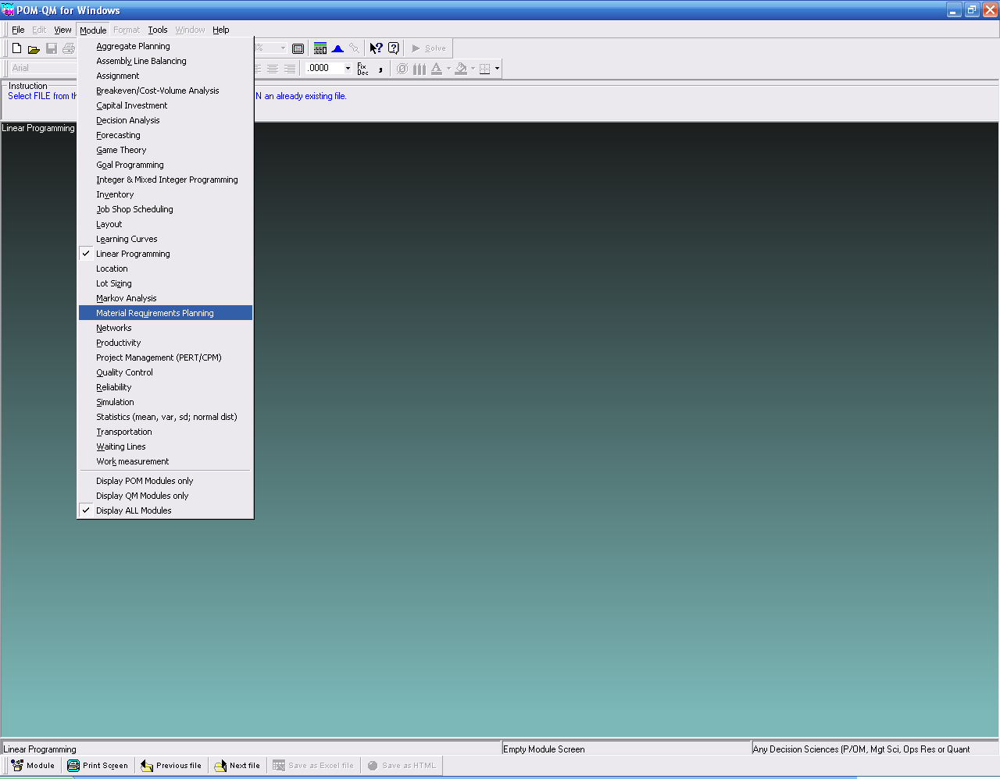 POM-QM for Windows
File Edit View Module Format Tools Window Help
Aggregate Planning
% Solve
Assembly Line Balancing
Arial .0000 Fix Dec ,
Assignment
Instruction
Breakeven/Cost-Volume Analysis
Select FILE from th N an already existing file.
Capital Investment
Decision Analysis
Linear Programming
Forecasting
Game Theory
Goal Programming
Integer & Mixed Integer Programming
Inventory
Job Shop Scheduling
Layout
Learning Curves
Linear Programming
Location
Lot Sizing
Markov Analysis
Material Requirements Planning
Networks
Productivity
Project Management (PERT/CPM)
Quality Control
Reliability
Simulation
Statistics (mean, var, sd; normal dist)
Transportation
Waiting Lines
Work measurement
Display POM Modules only
Display QM Modules only
Display ALL Modules
Linear Programming Empty Module Screen Any Decision Sciences (P/OM, Mgt Sci, Ops Res or Quant
Module Print Screen Previous file Next file Save as Excel file Save as HTML